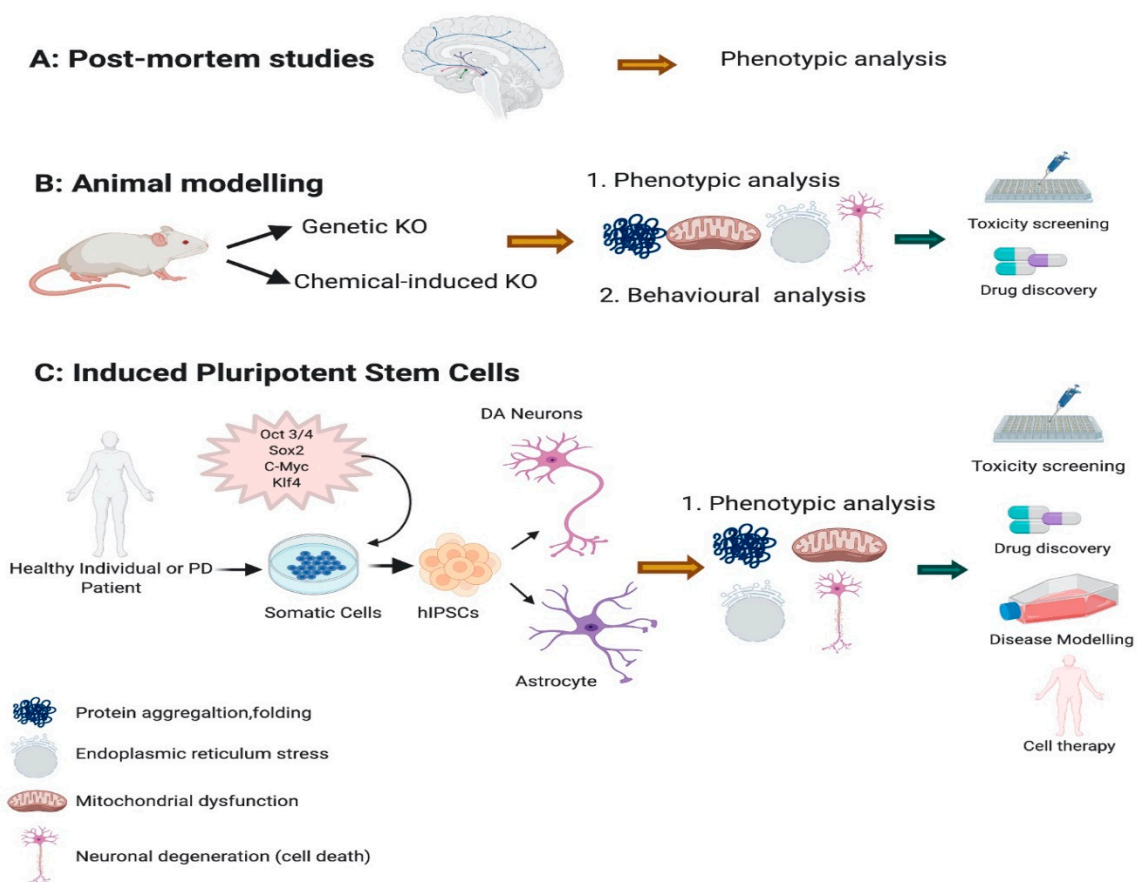 A: Post-mortem studies
Phenotypic analysis
B: Animal modelling
Genetic KO
Chemical-induced KO
1. Phenotypic analysis
2. Behavioural analysis
Toxicity screening
Drug discovery
C: Induced Pluripotent Stem Cells
Healthy Individual or PD
Patient
Oct 3/4
Sox2
C-Myc
Klf4
Somatic Cells
hIPSCs
DA Neurons
Astrocyte
1. Phenotypic analysis
Toxicity screening
Drug discovery
Disease Modelling
Cell therapy
Protein aggregaltion,folding
Endoplasmic reticulum stress
Mitochondrial dysfunction
Neuronal degeneration (cell death)